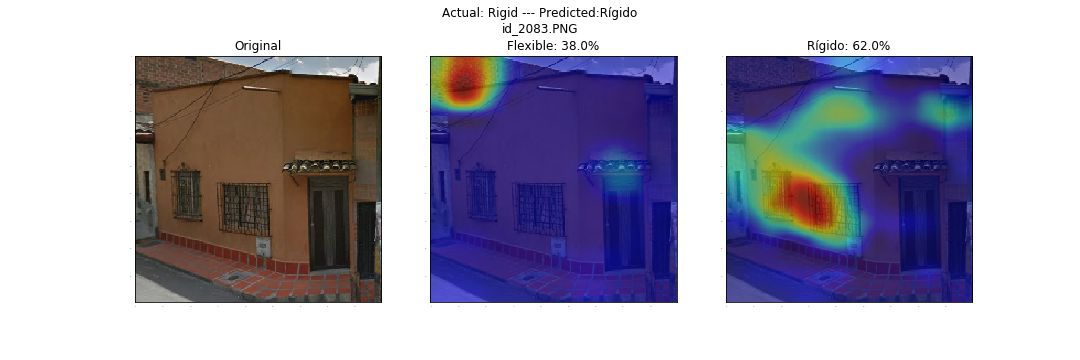 Actual: Rigid --- Predicted:Rígido
id_2083.PNG
Original
Flexible: 38.0%
Rígido: 62.0%